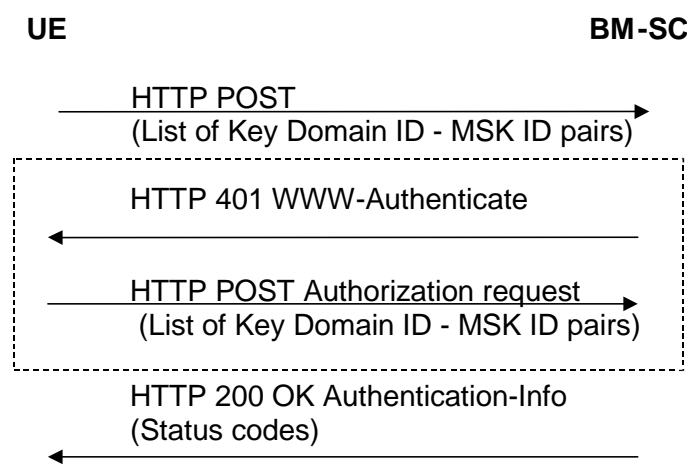 UE BM-SC
HTTP POST
(List of Key Domain ID - MSK ID pairs)
HTTP 401 WWW-Authenticate
HTTP POST Authorization request
(List of Key Domain ID - MSK ID pairs)
HTTP 200 OK Authentication-Info
(Status codes)